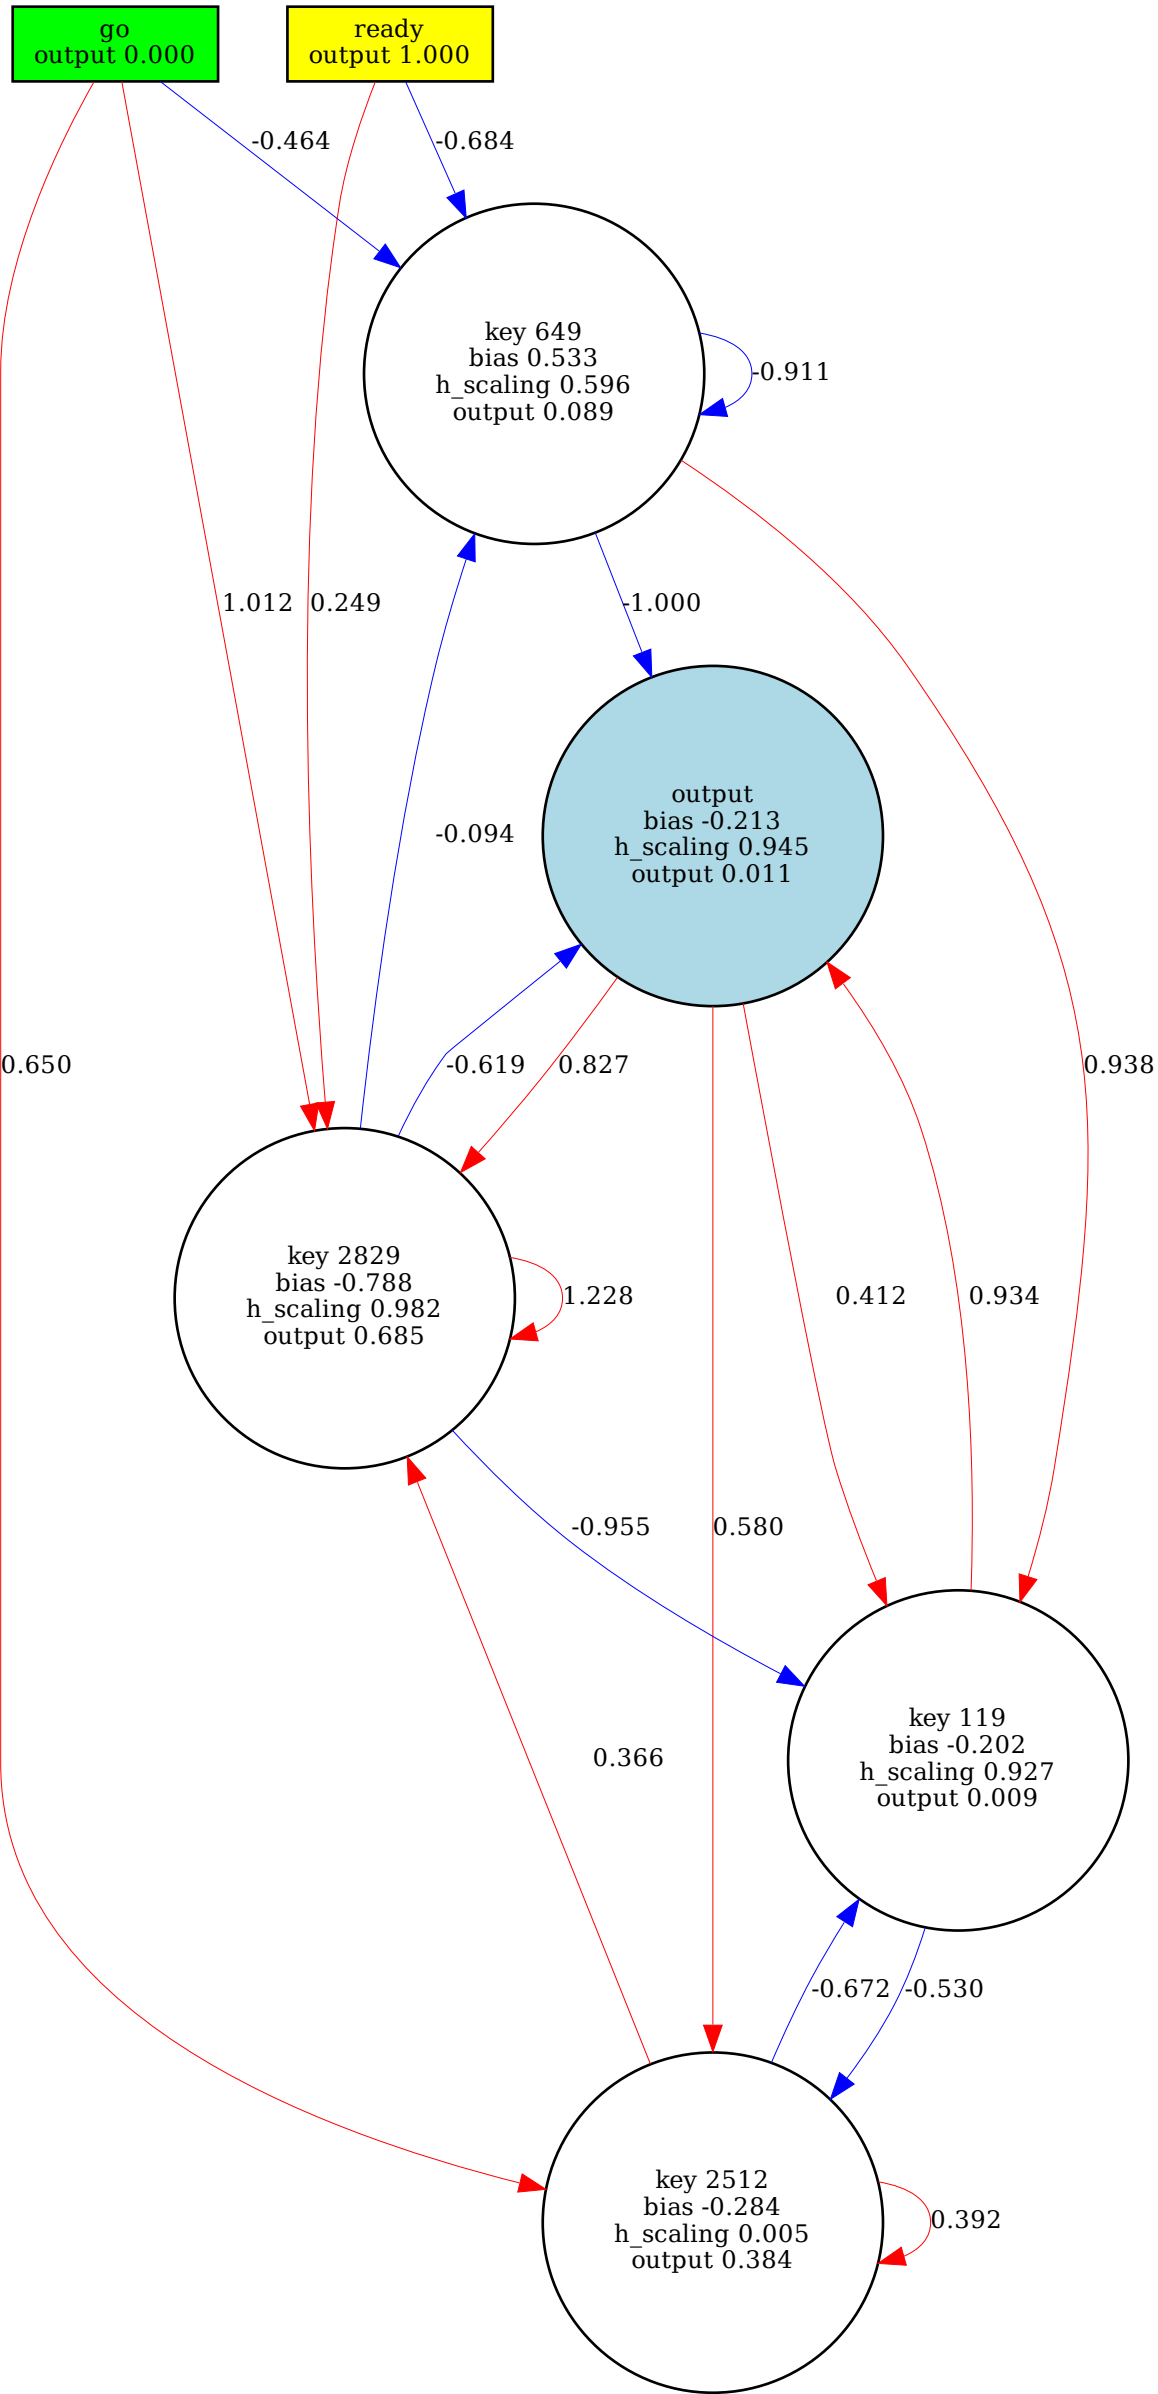 go
output 0.000
ready
output 1.000
-0.464
-0.684
key 649
bias 0.533
h_scaling 0.596
output 0.089
-0.911
1.012
0.249
-1.000
output
bias -0.213
h_scaling 0.945
output 0.011
-0.094
0.650
-0.619
0.827
0.938
key 2829
bias -0.788
h_scaling 0.982
output 0.685
1.228
0.412
0.934
-0.955
0.580
key 119
bias -0.202
h_scaling 0.927
output 0.009
0.366
-0.672
-0.530
key 2512
bias -0.284
h_scaling 0.005
output 0.384
0.392